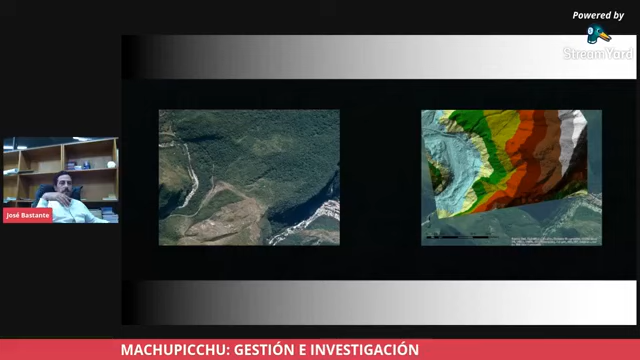 Powered by
StreamYard
José Bastante
MACHUPICCHU: GESTIÓN E INVESTIGACIÓN